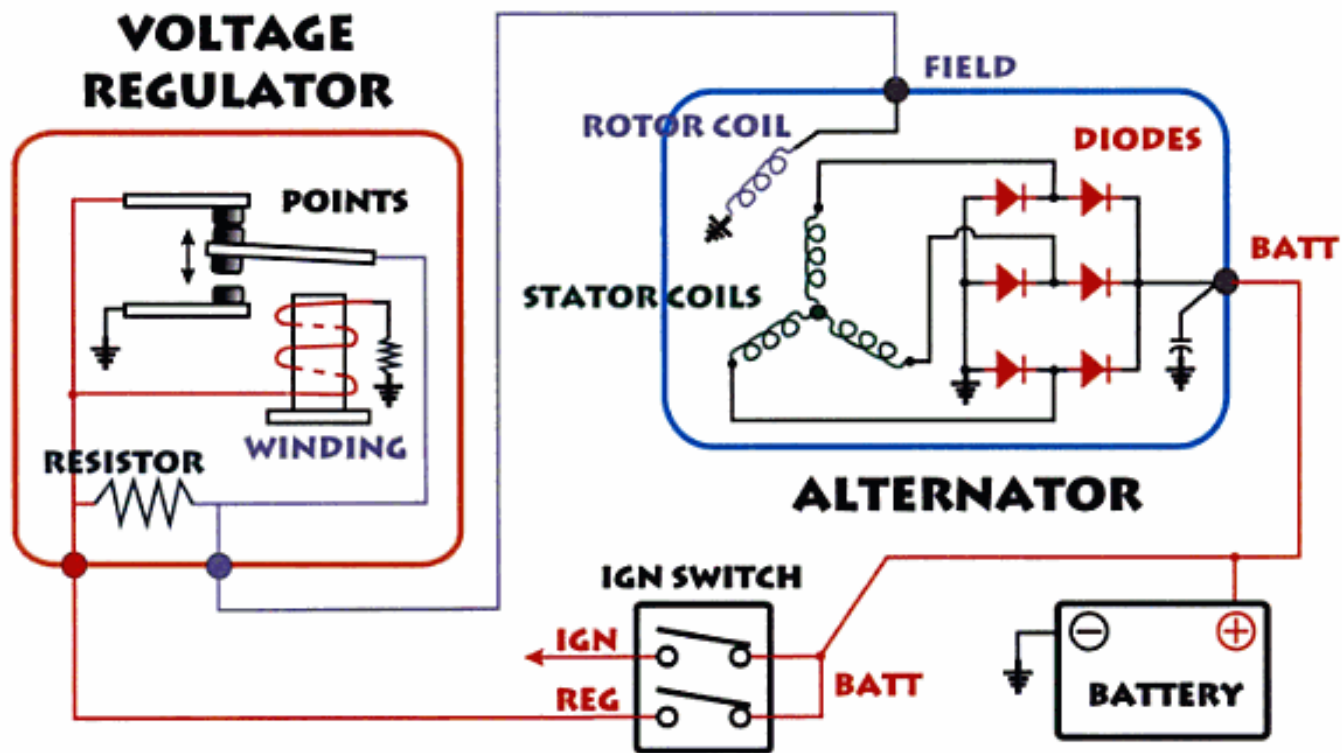 VOLTAGE
REGULATOR
FIELD
ROTOR COIL
DIODES
POINTS
BATT
STATOR COILS
WINDING
RESISTOR
ALTERNATOR
IGN SWITCH
IGN
BATT
REG
BATTERY